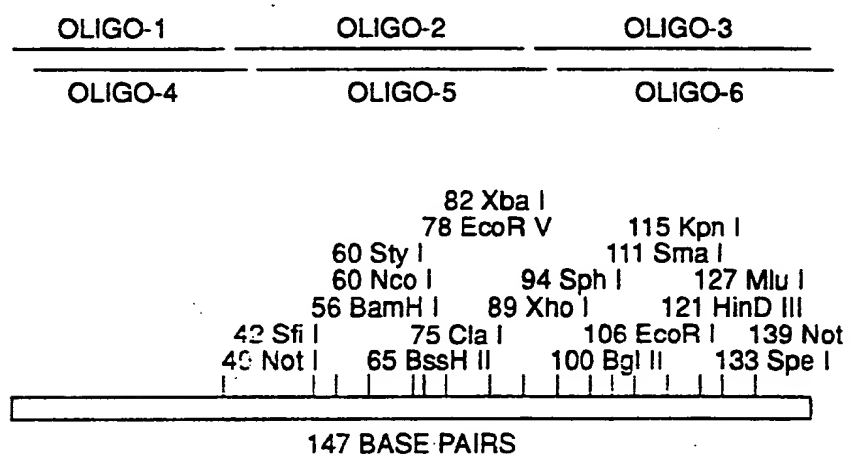 OLIGO-1 OLIGO-2 OLIGO-3
OLIGO-4 OLIGO-5 OLIGO-6
82 Xba I
78 EcoR V 115 Kpn I
60 Sty I 111 Sma I
60 Nco I 94 Sph I 127 Mlu I
56 BamH I 89 Xho I 121 HinD III
42 Sfi I 75 Cla I 106 EcoR I 139 Not
Not I 65 BssH II 100 Bgl II 133 Spe I
147 BASE PAIRS